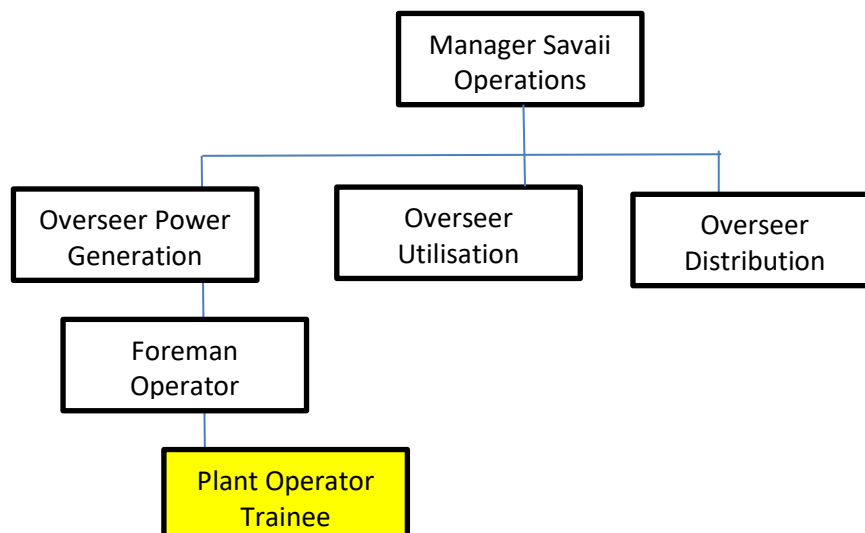 Manager Savaii
Operations
Overseer Power
Generation
Overseer
Utilisation
Overseer
Distribution
Foreman
Operator
Plant Operator
Trainee